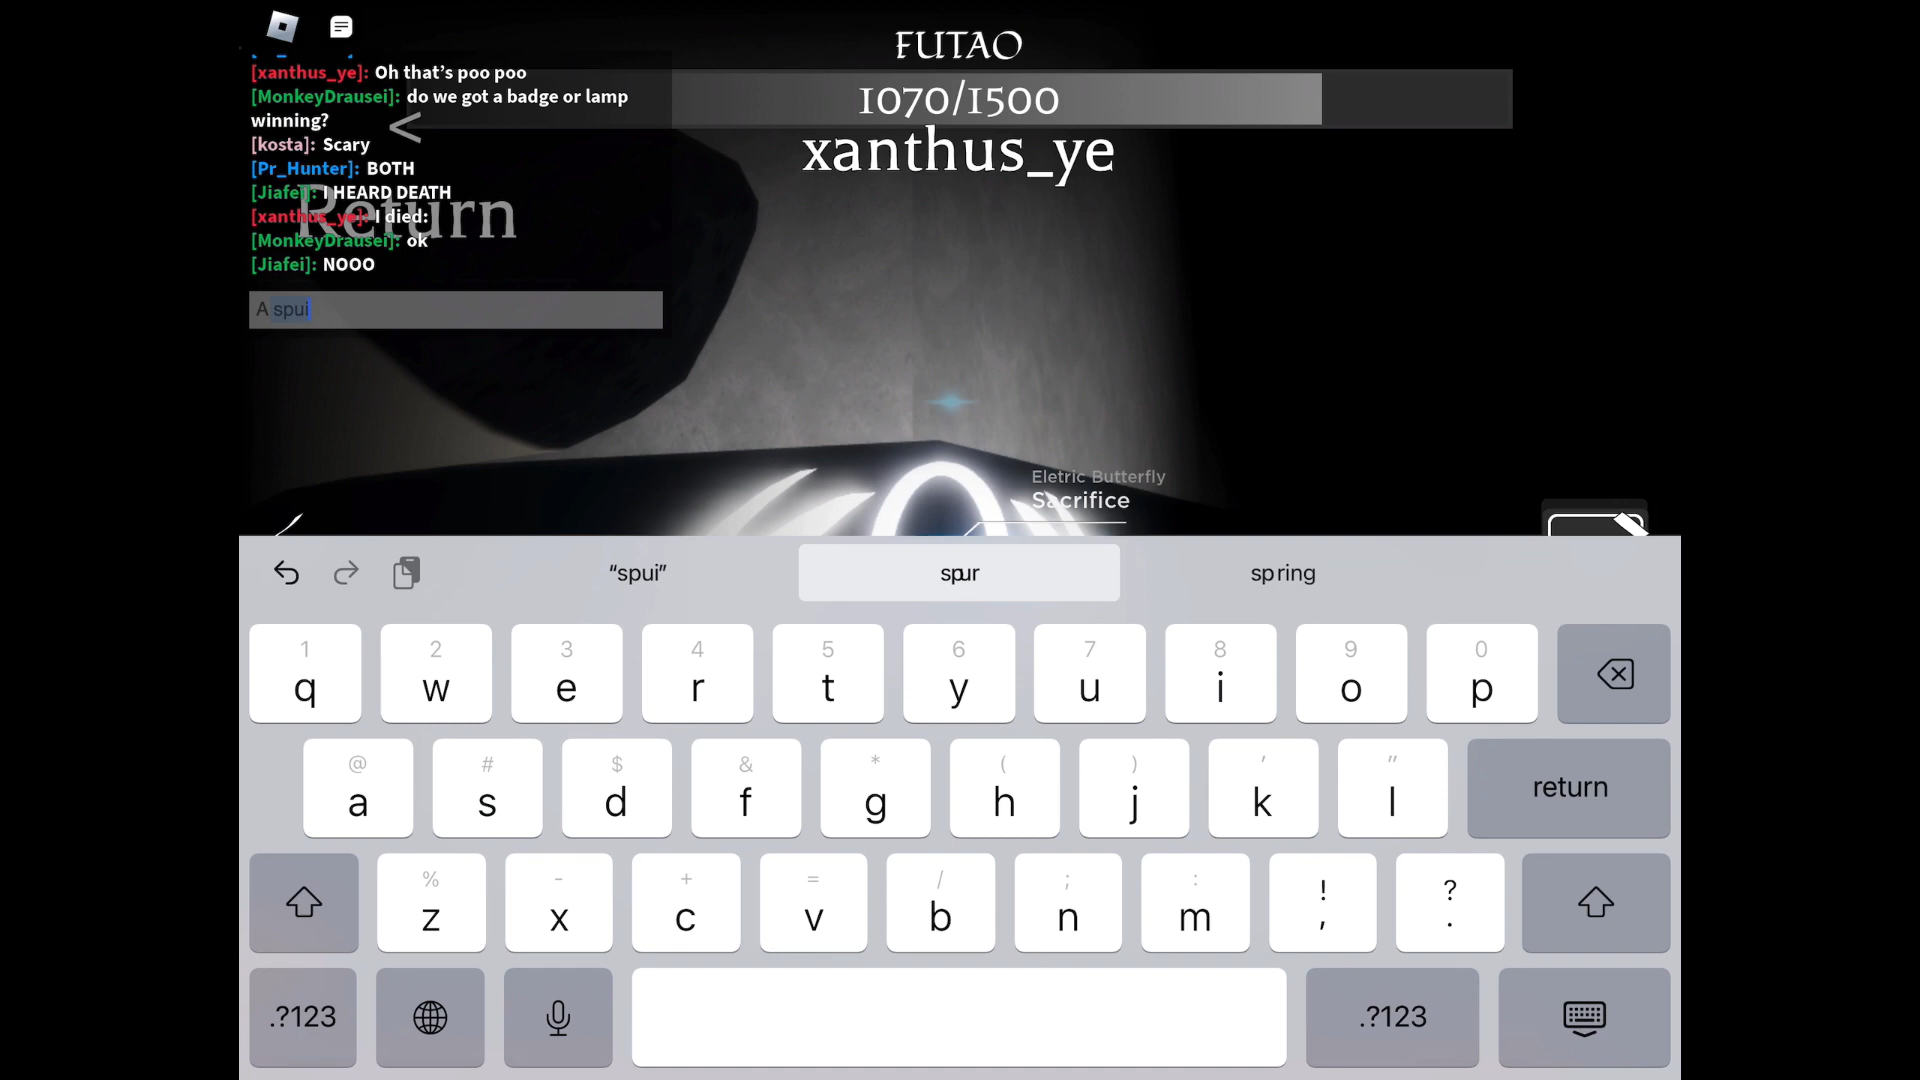 FUTAO
1070/1500
xanthus_ye
[xanthus_ye]: Oh that’s poo poo
[MonkeyDrausei]: do we got a badge or lamp
winning?
<
[kosta]: Scary
[Pr_Hunter]: BOTH
[Jiafei]: I HEARD DEATH
Return
[xanthus_ye]: I died:
[MonkeyDrausei]: ok
[Jiafei]: NOOO
A spui
Eletric Butterfly
Sacrifice
“spui” spur spring
1 2 3 4 5 6 7 8 9 0
q w e r t y u i o p
@ # $ & * ( ) ' "
a s d f g h j k l return
% - + = / ; : ! ?
z x c v b n m , .
.?123 .?123